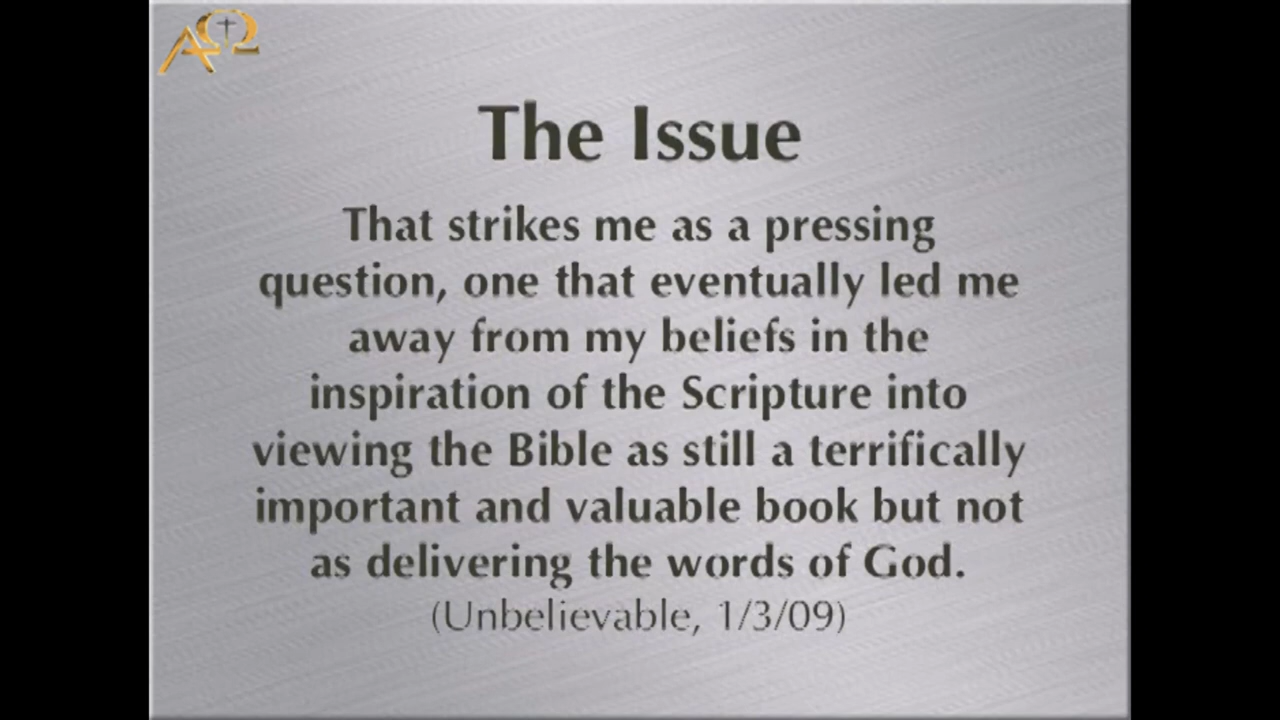 ΑΩ
The Issue
That strikes me as a pressing
question, one that eventually led me
away from my beliefs in the
inspiration of the Scripture into
viewing the Bible as still a terrifically
important and valuable book but not
as delivering the words of God.
(Unbelievable, 1/3/09)